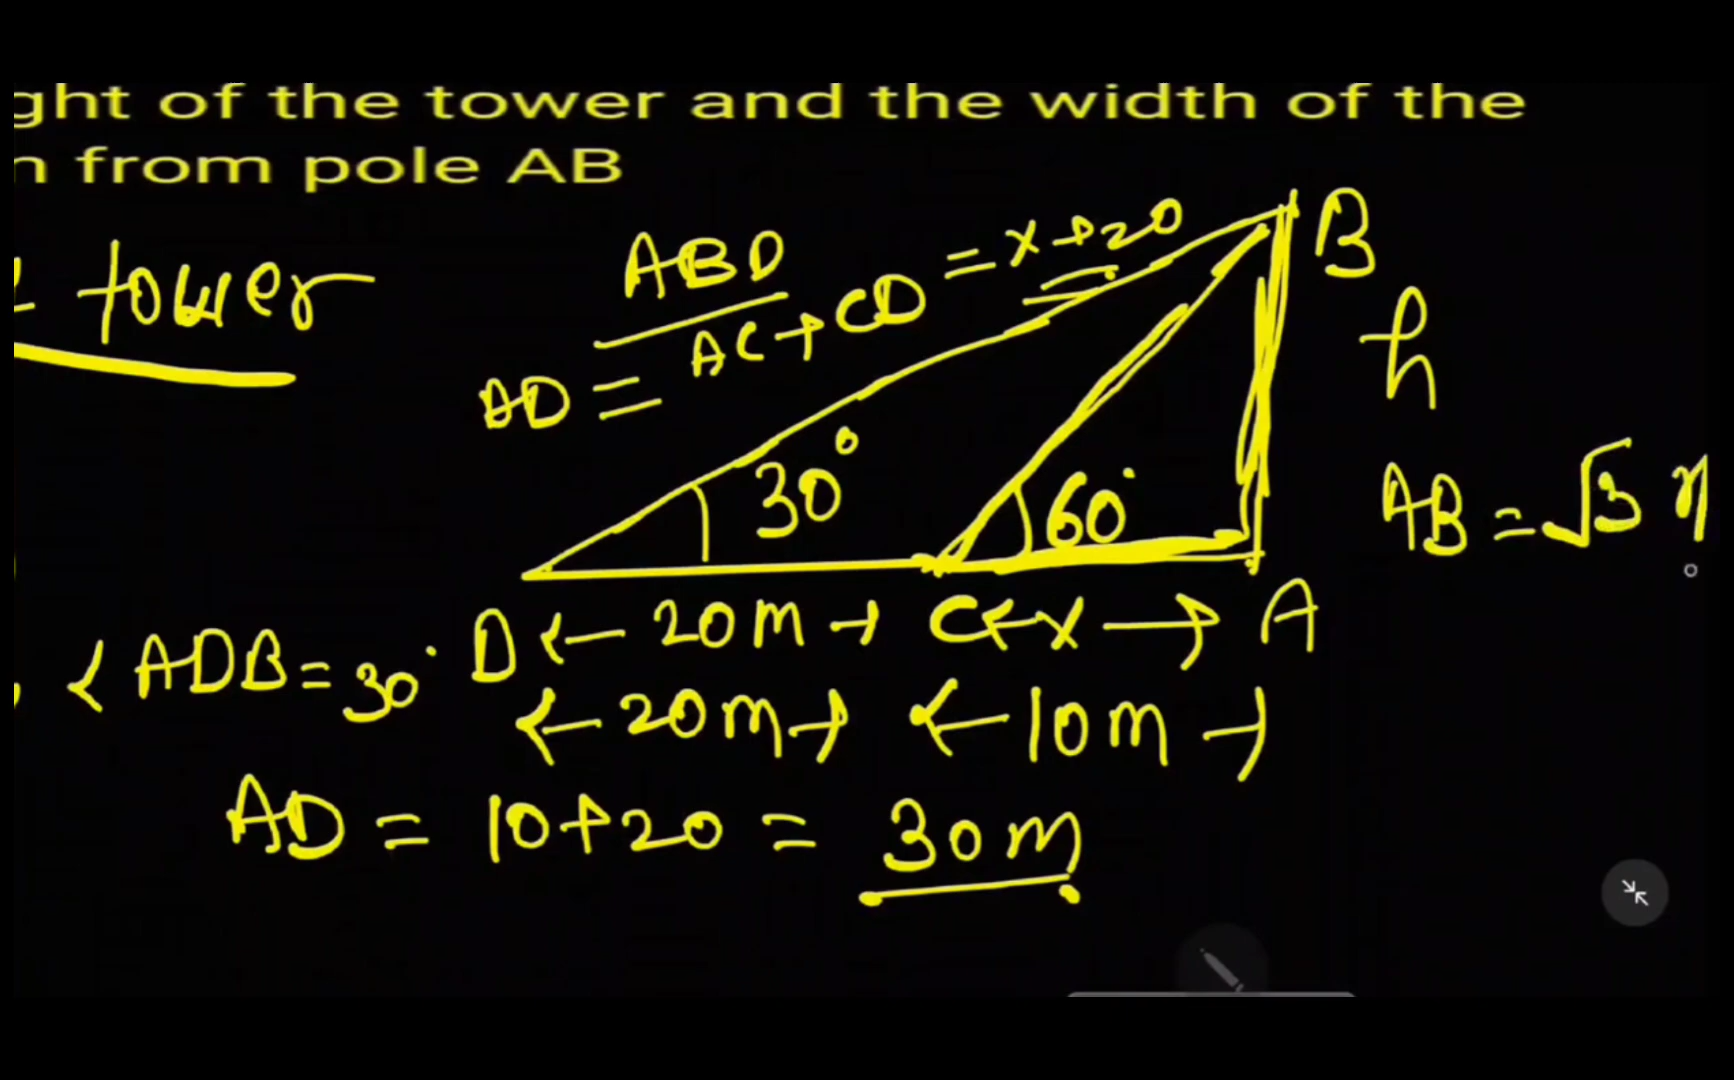 ght of the tower and the width of the
n from pole AB
tower
ABD
AD = AC + CD = x + 20
B
h
30°
60°
AB = √3
D ← 20m → C ← x → A
< ADB = 30°
← 20m → ← 10m →
AD = 10 + 20 = 30m